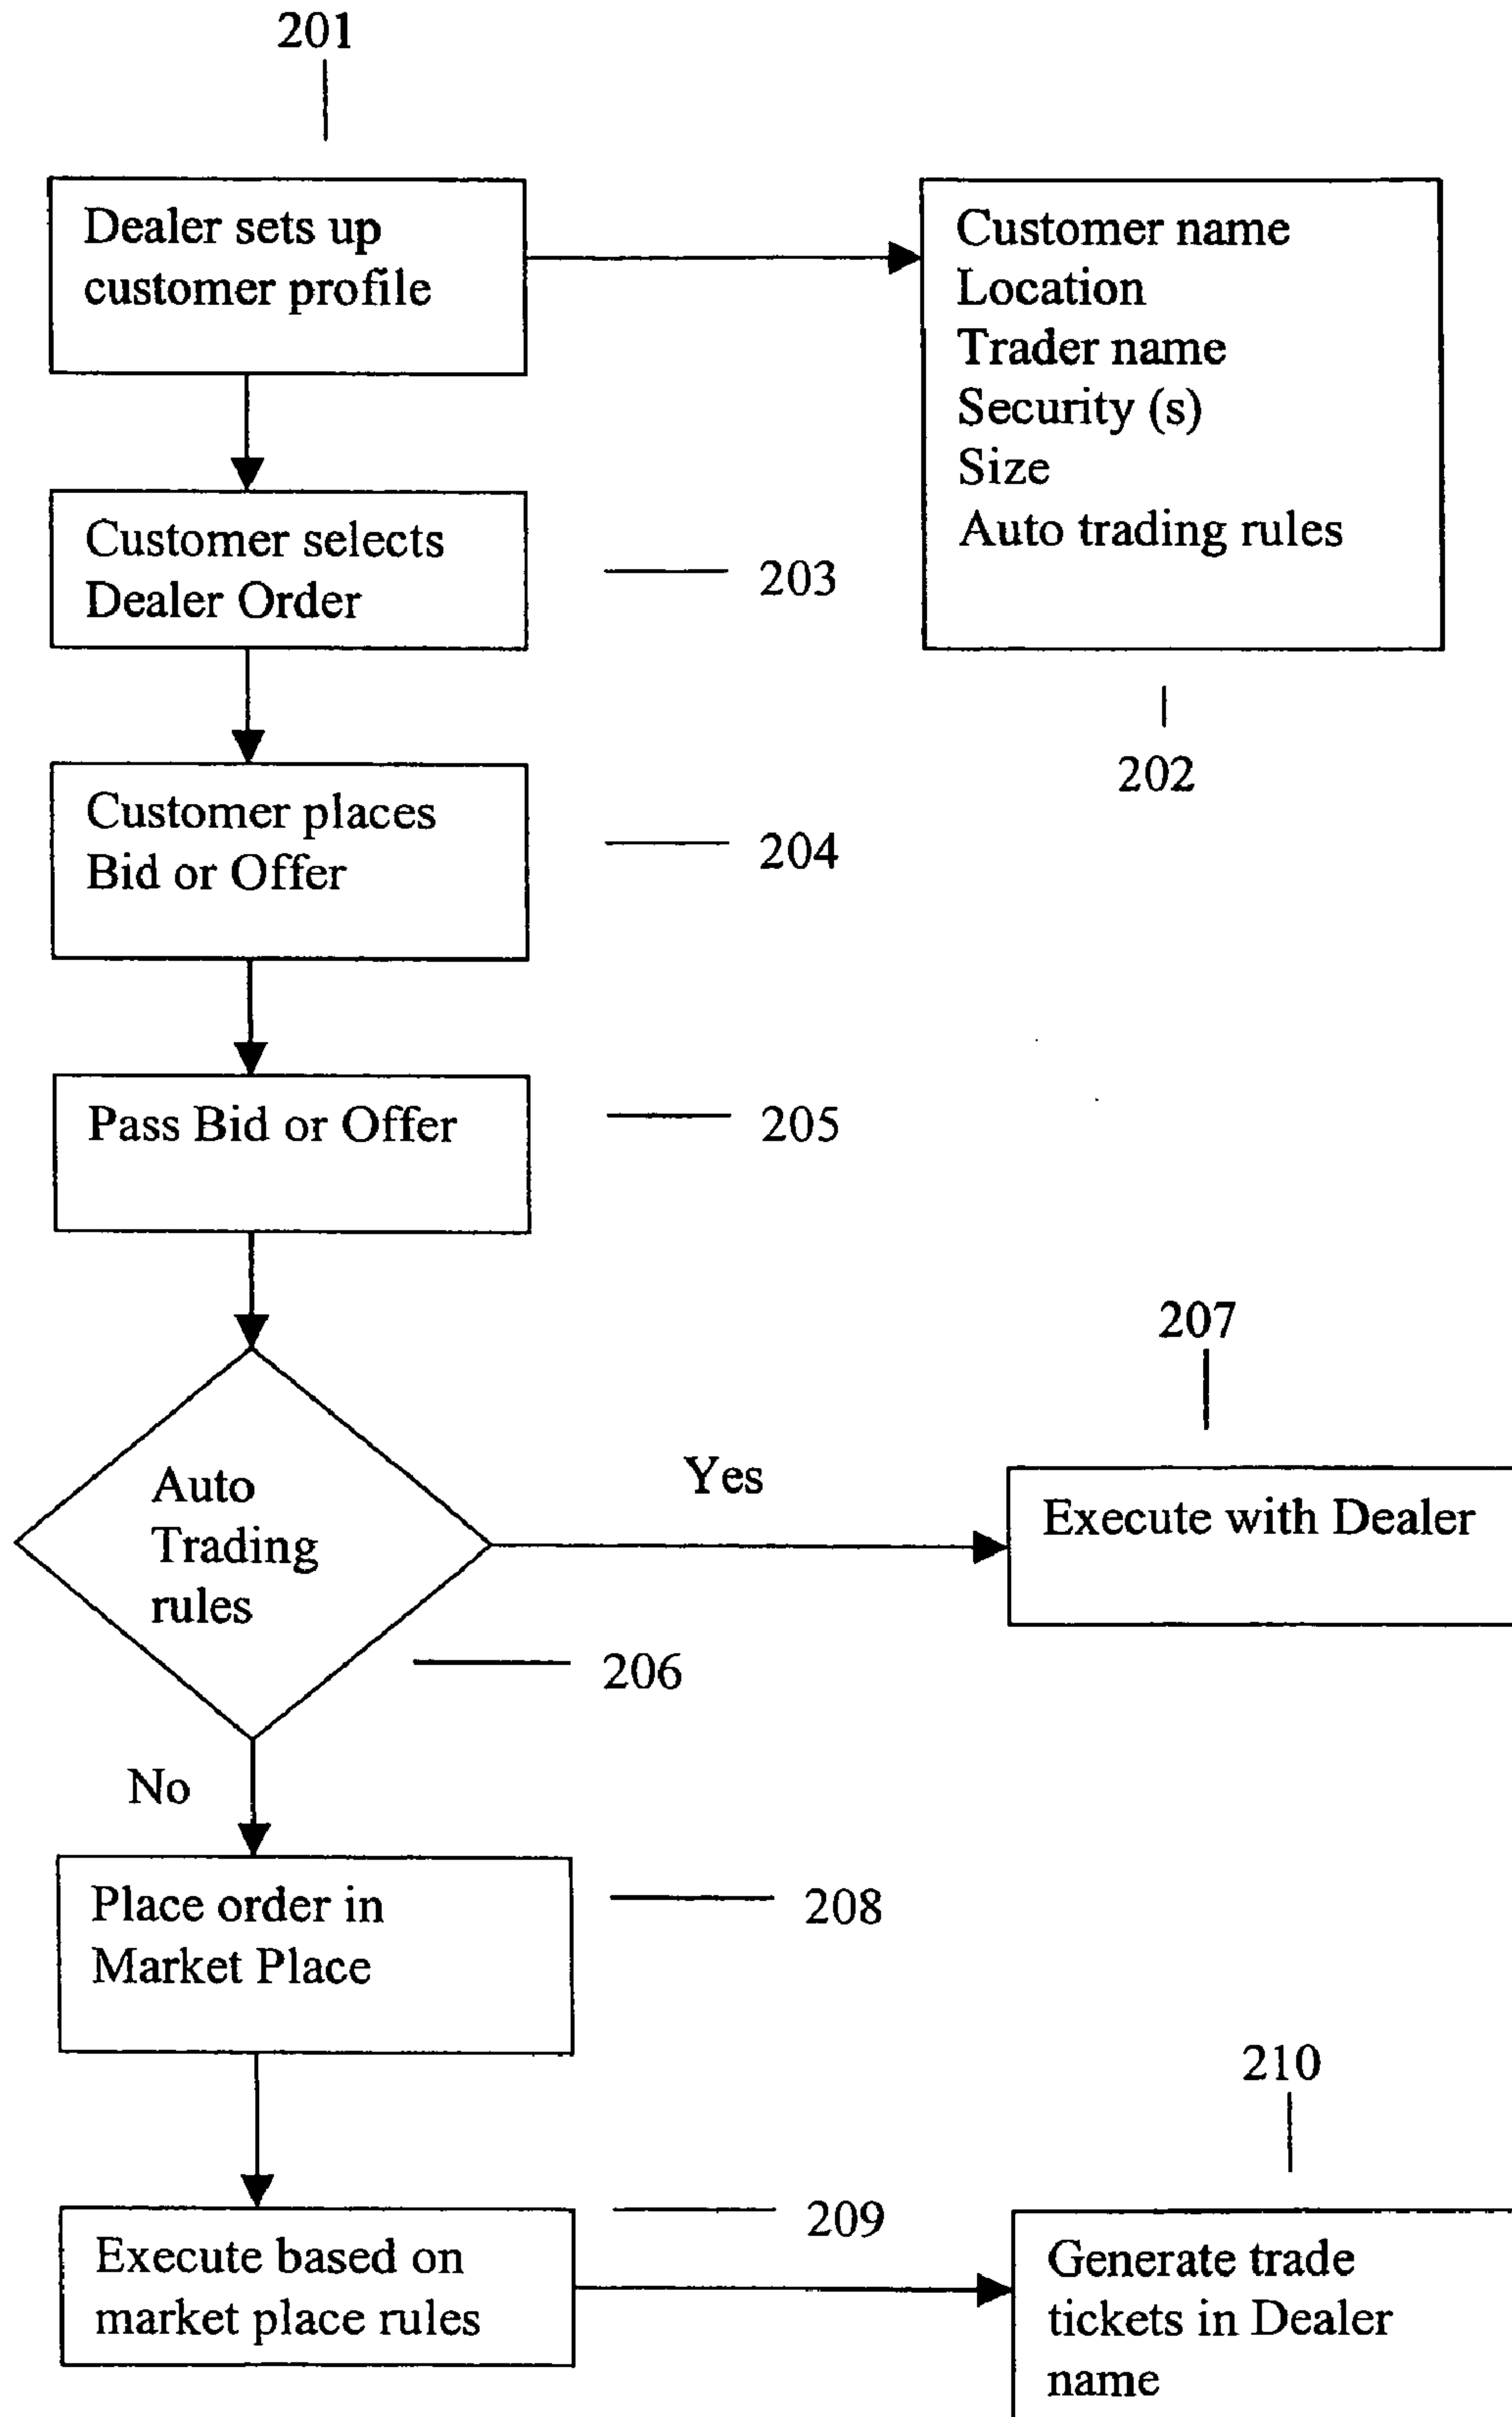 201
Dealer sets up
customer profile
Customer name
Location
Trader name
Security (s)
Size
Auto trading rules
202
Customer selects
Dealer Order
203
Customer places
Bid or Offer
204
Pass Bid or Offer
205
Auto
Trading
rules
206
Yes
207
Execute with Dealer
No
Place order in
Market Place
208
Execute based on
market place rules
209
210
Generate trade
tickets in Dealer
name